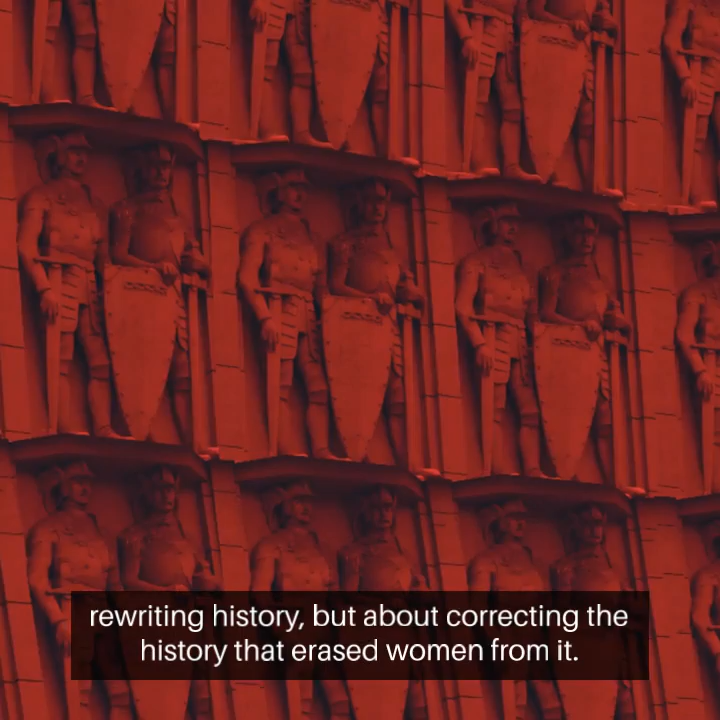 rewriting history, but about correcting the
history that erased women from it.